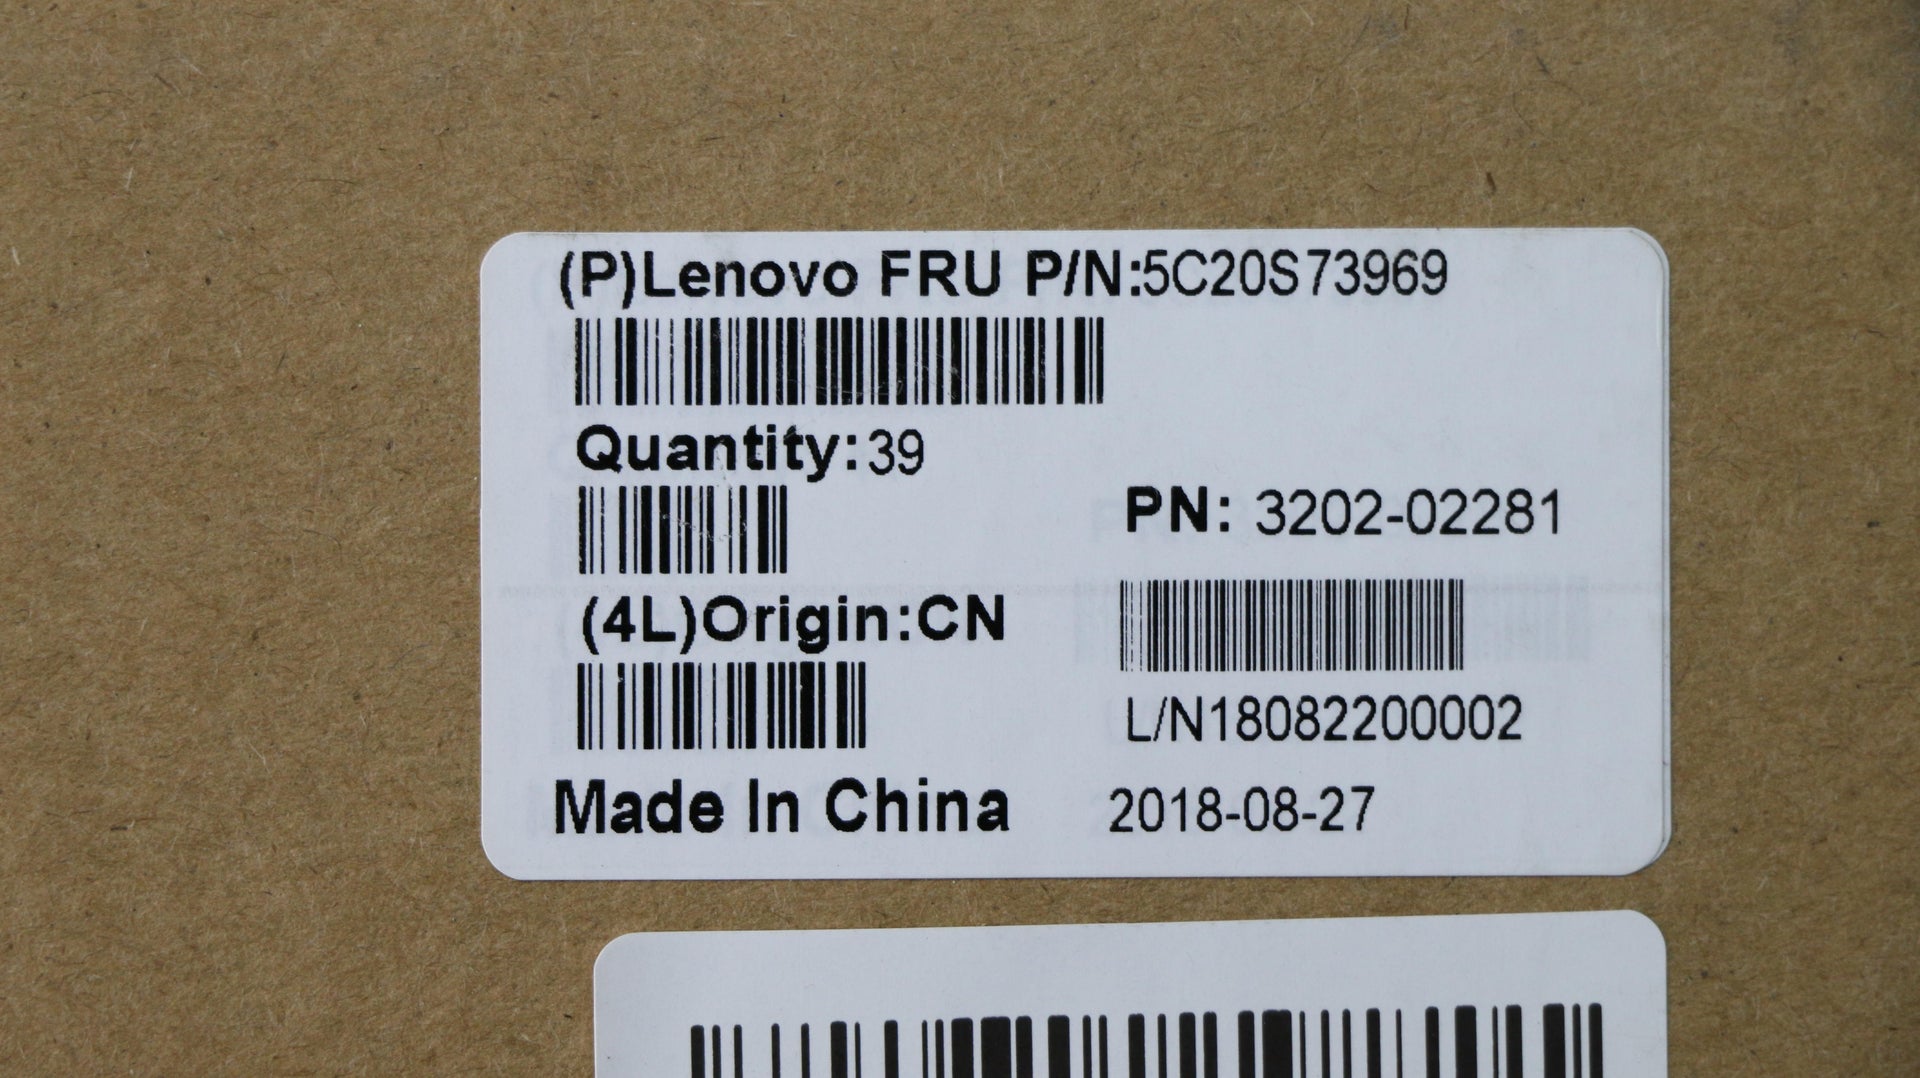 (P)Lenovo FRU P/N:5C20S73969
Quantity:39
PN: 3202-02281
(4L)Origin:CN
L/N18082200002
Made In China
2018-08-27